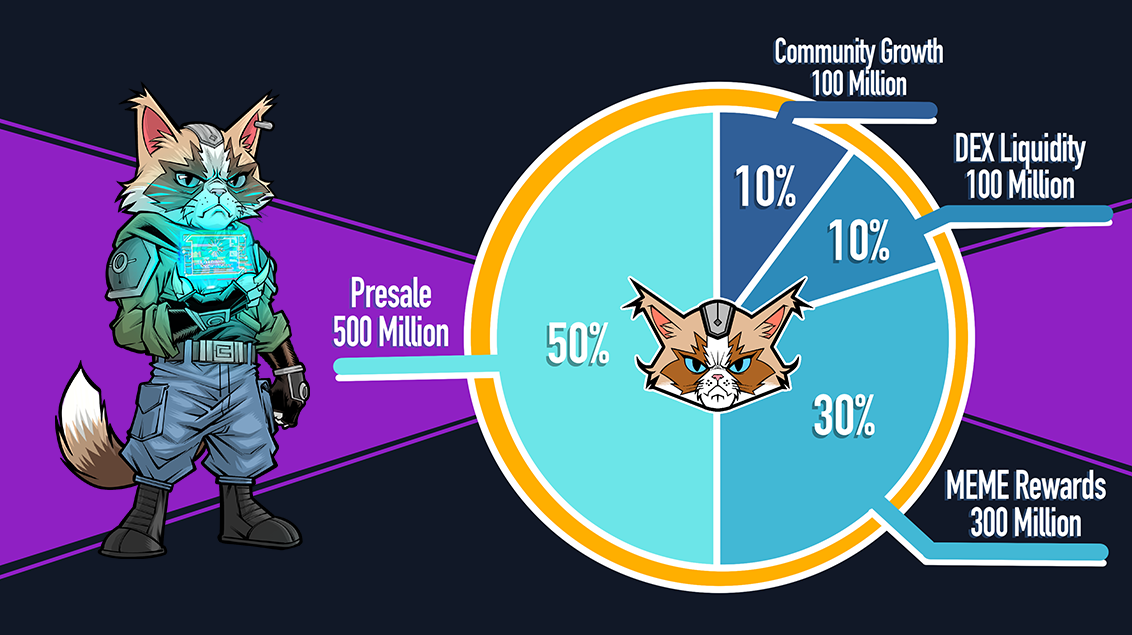 Community Growth
100 Million
DEX Liquidity
100 Million
10%
10%
Presale
500 Million
50%
30%
MEME Rewards
300 Million